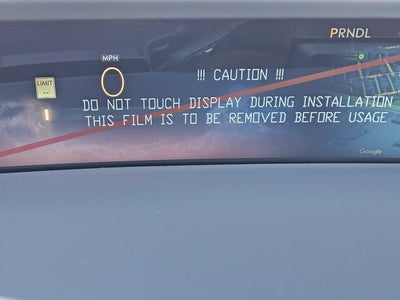 PRNDL
MPH
0
LIMIT
--
!!! CAUTION !!!
DO NOT TOUCH DISPLAY DURING INSTALLATION
THIS FILM IS TO BE REMOVED BEFORE USAGE
Google